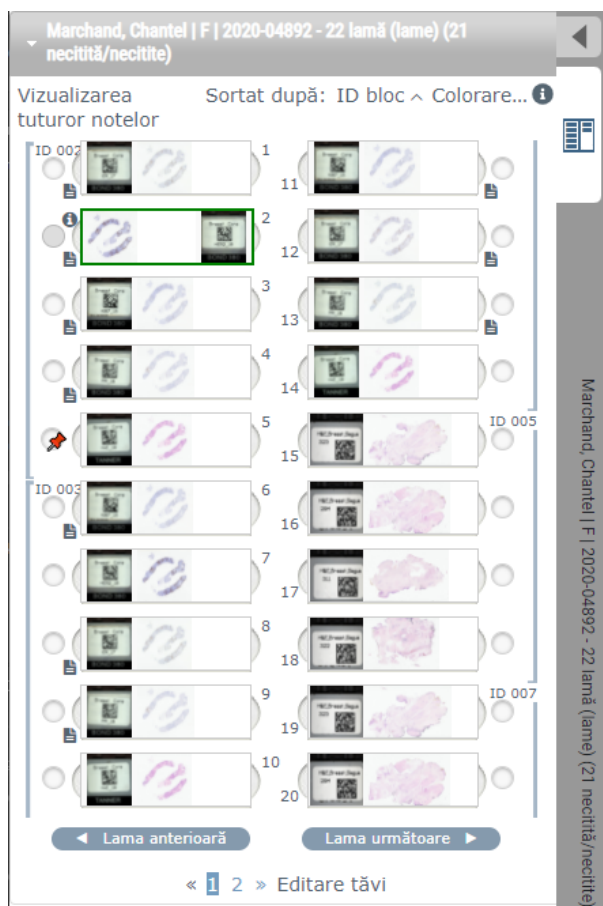 Marchand, Chantel | F | 2020-04892 - 22 lamă (lame) (21
necitită/necitite)
Vizualizarea
tuturor notelor
Sortat după: ID bloc Colorare...
ID 002
1
2
3
4
5
ID 003
6
7
8
9
10
11
12
13
14
ID 005
15
16
17
18
ID 007
19
20
Lama anterioară
Lama următoare
« 1 2 » Editare tăvi
Marchand, Chantel | F | 2020-04892 - 22 lamă (lame) (21 necitită/necitite)